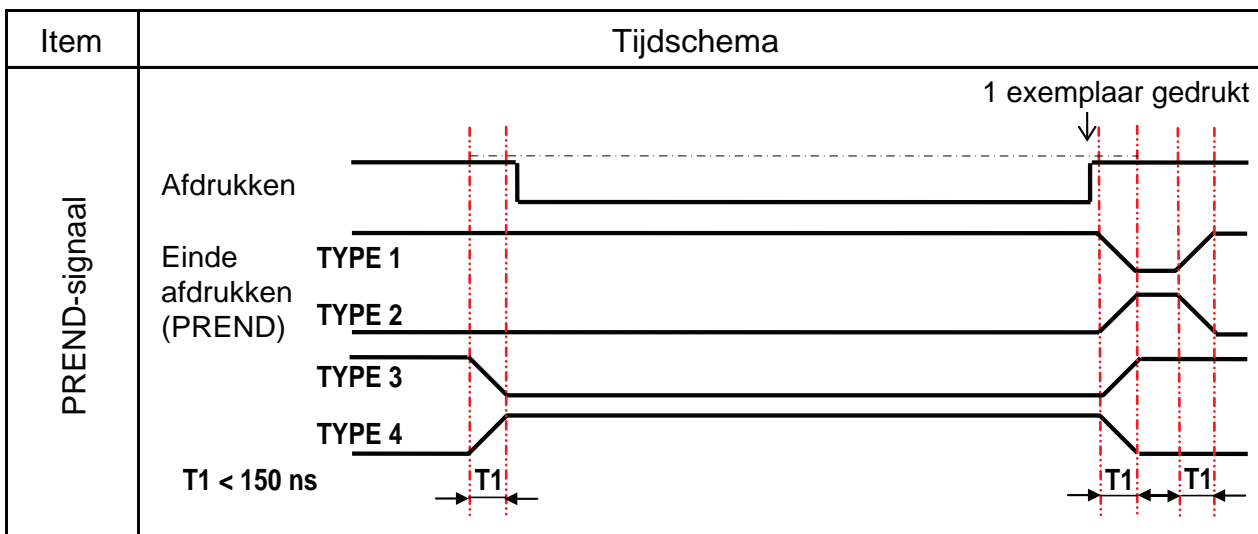 Item
Tijdschema
PREND-signaal
1 exemplaar gedrukt
Afdrukken
Einde
afdrukken
(PREND)
TYPE 1
TYPE 2
TYPE 3
TYPE 4
T1 < 150 ns
T1
T1
T1